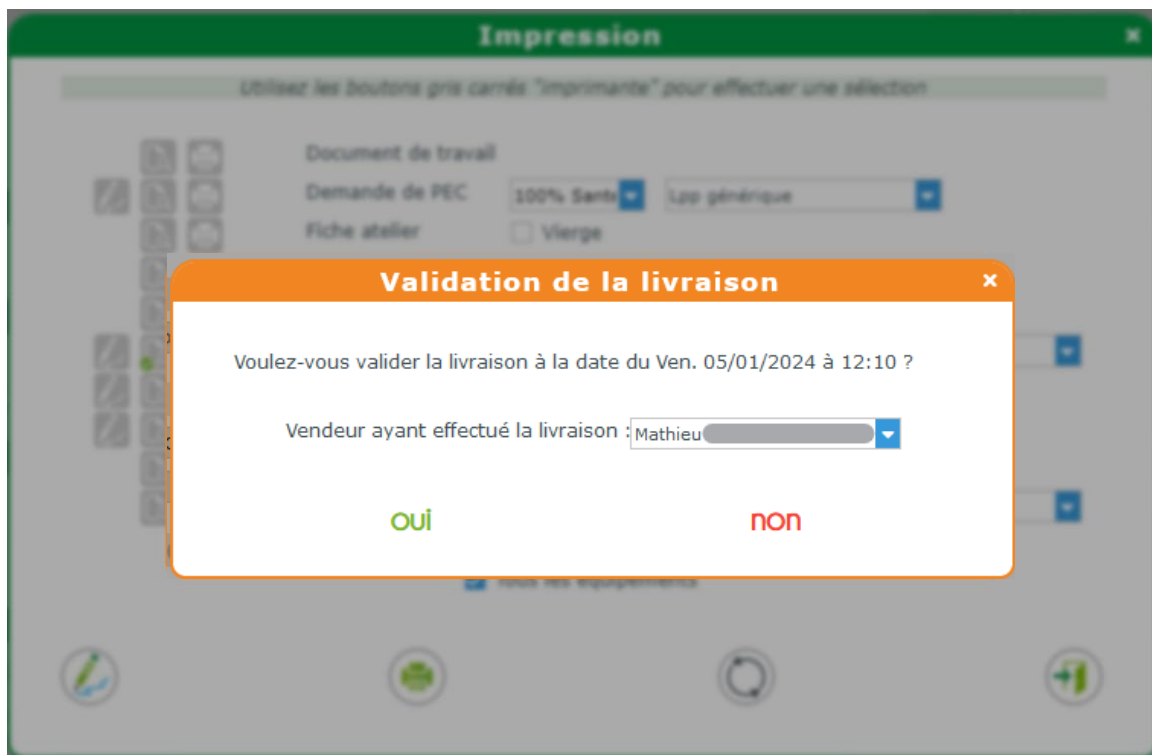 Impression
Utilisez les boutons gris carrés "imprimante" pour effectuer une sélection
Document de travail
Demande de PEC 100% Sant Lpp générique
Fiche atelier Vierge
Validation de la livraison
Voulez-vous valider la livraison à la date du Ven. 05/01/2024 à 12:10 ?
Vendeur ayant effectué la livraison : Mathieu
oui non
Tous les équipements